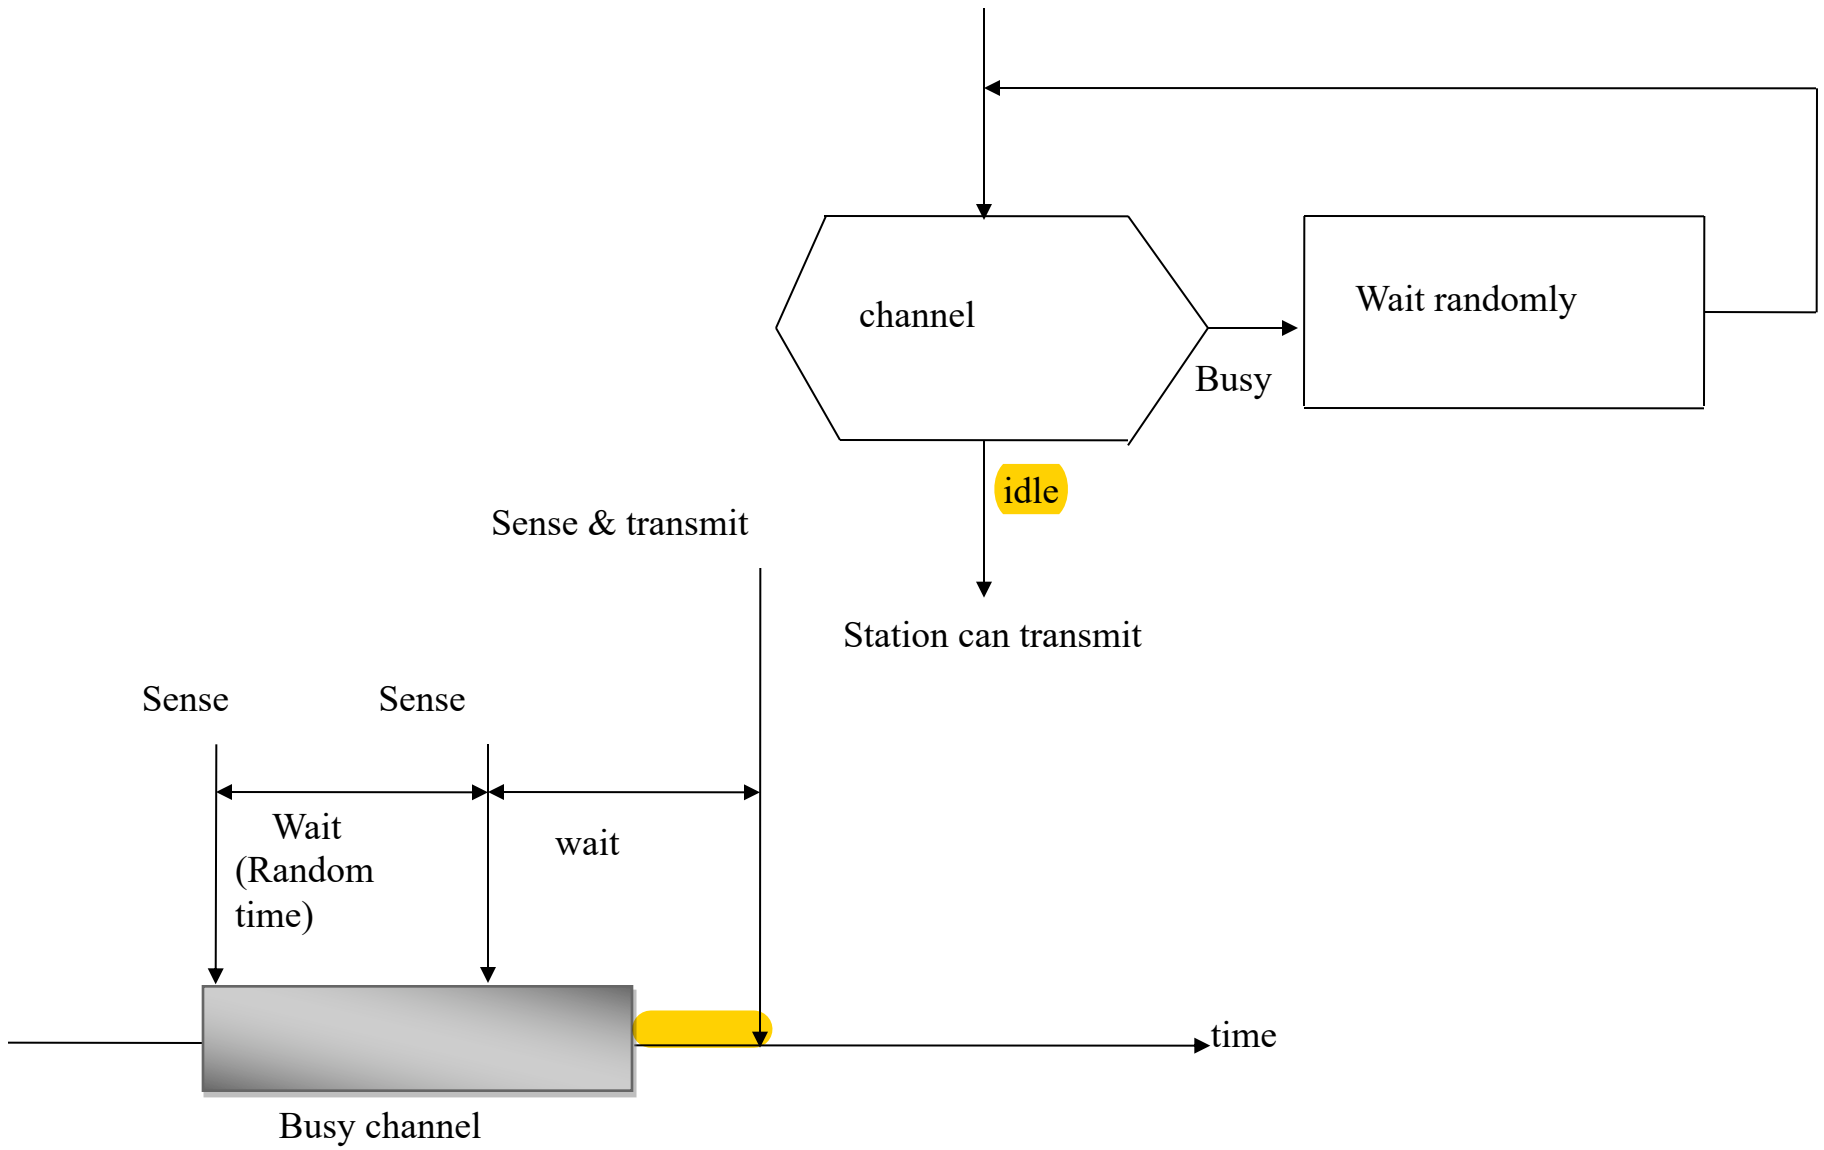 channel
Wait randomly
Busy
idle
Sense & transmit
Station can transmit
Sense
Sense
Wait
(Random
time)
wait
time
Busy channel